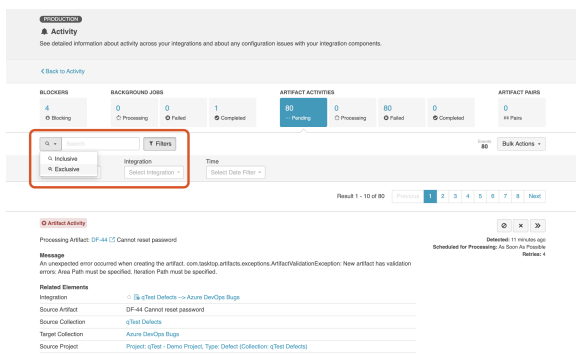 PRODUCTION
Activity
See detailed information about activity across your integrations and about any configuration issues with your integration components.
Back to Activity
BLOCKERS BACKGROUND JOBS ARTIFACT ACTIVITIES ARTIFACT PAIRS
4 0 0 1 80 0 80 0 0
Blocking Processing Failed Completed Pending Processing Failed Completed Pairs
Search Filters Events 80 Bulk Actions
Inclusive
Exclusive
Integration Time
Select Integration Select Date Filter
Result 1 - 10 of 80 Previous 1 2 3 4 5 6 7 8 Next
Artifact Activity
Processing Artifact: DF-44 Cannot reset password
Detected: 11 minutes ago
Scheduled for Processing: As Soon As Possible
Retries: 4
Message
An unexpected error occurred when creating the artifact. com.tasktop.artifacts.exceptions.ArtifactValidationException: New artifact has validation
errors: Area Path must be specified. Iteration Path must be specified.
Related Elements
Integration qTest Defects –> Azure DevOps Bugs
Source Artifact DF-44 Cannot reset password
Source Collection qTest Defects
Target Collection Azure DevOps Bugs
Source Project Project: qTest - Demo Project, Type: Defect (Collection: qTest Defects)